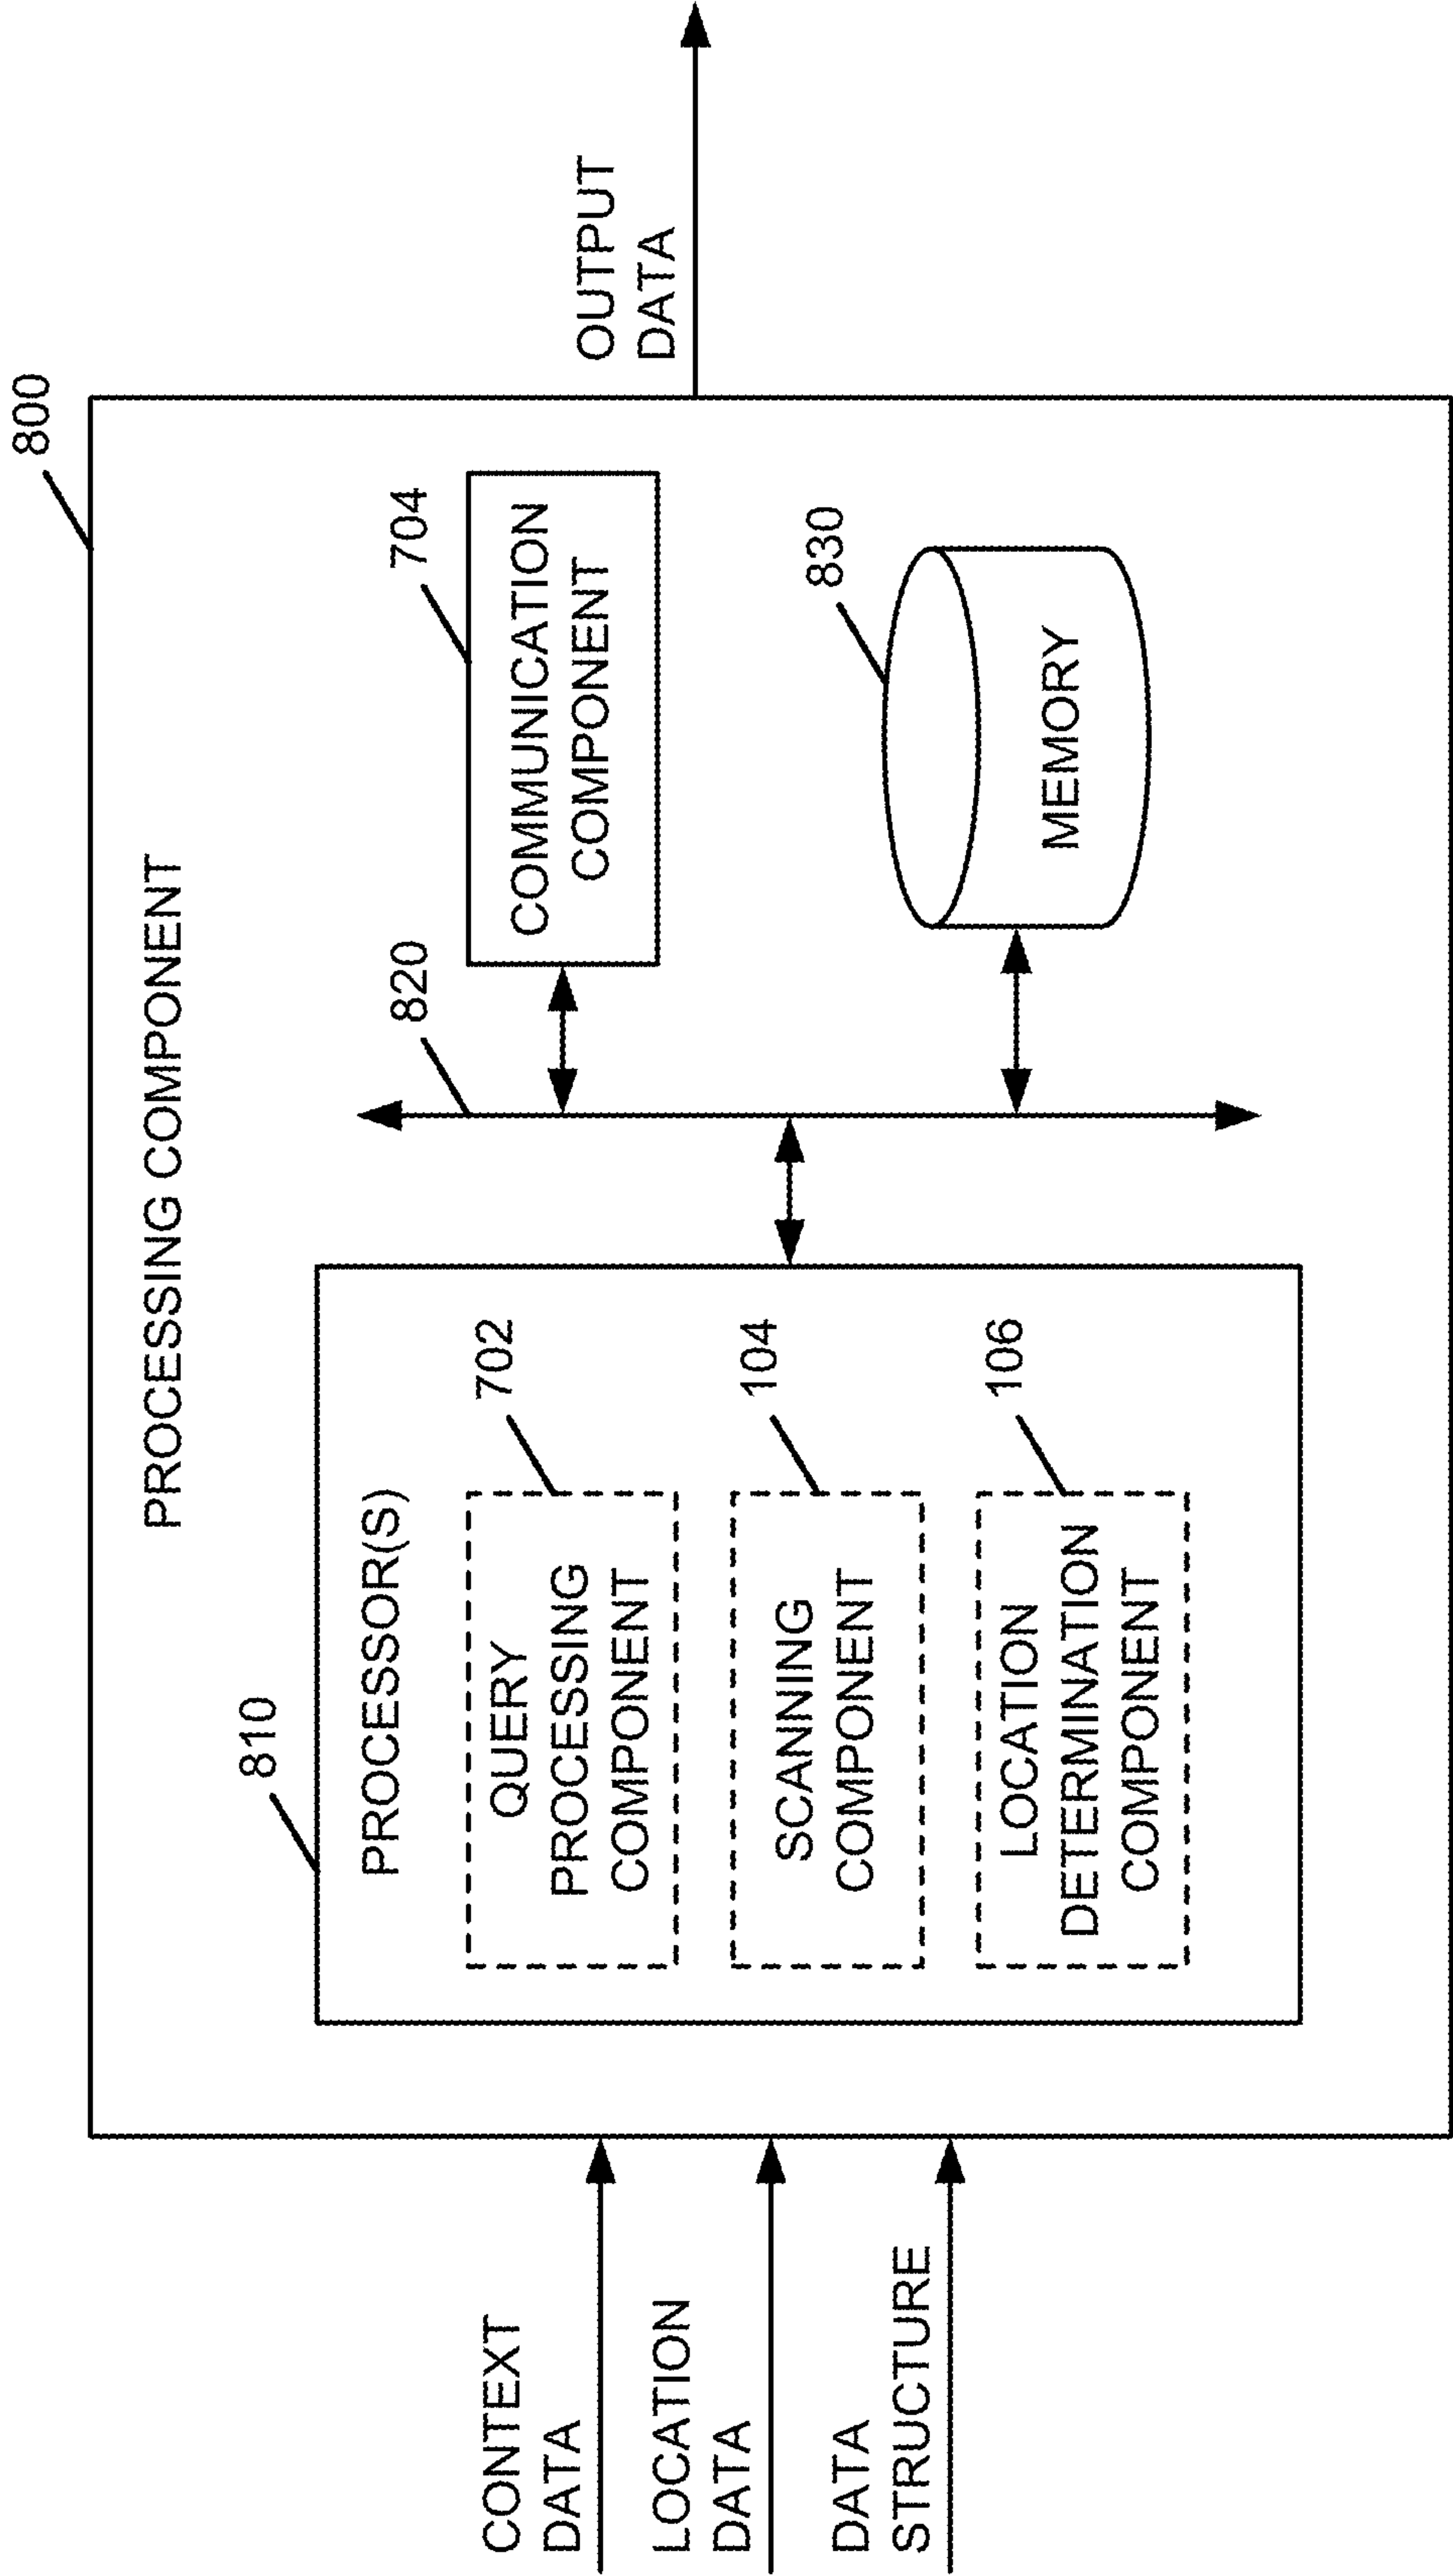 800
PROCESSING COMPONENT
810
PROCESSOR(S)
702
QUERY
PROCESSING
COMPONENT
104
SCANNING
COMPONENT
106
LOCATION
DETERMINATION
COMPONENT
820
704
COMMUNICATION
COMPONENT
830
MEMORY
CONTEXT
DATA
LOCATION
DATA
DATA
STRUCTURE
OUTPUT
DATA